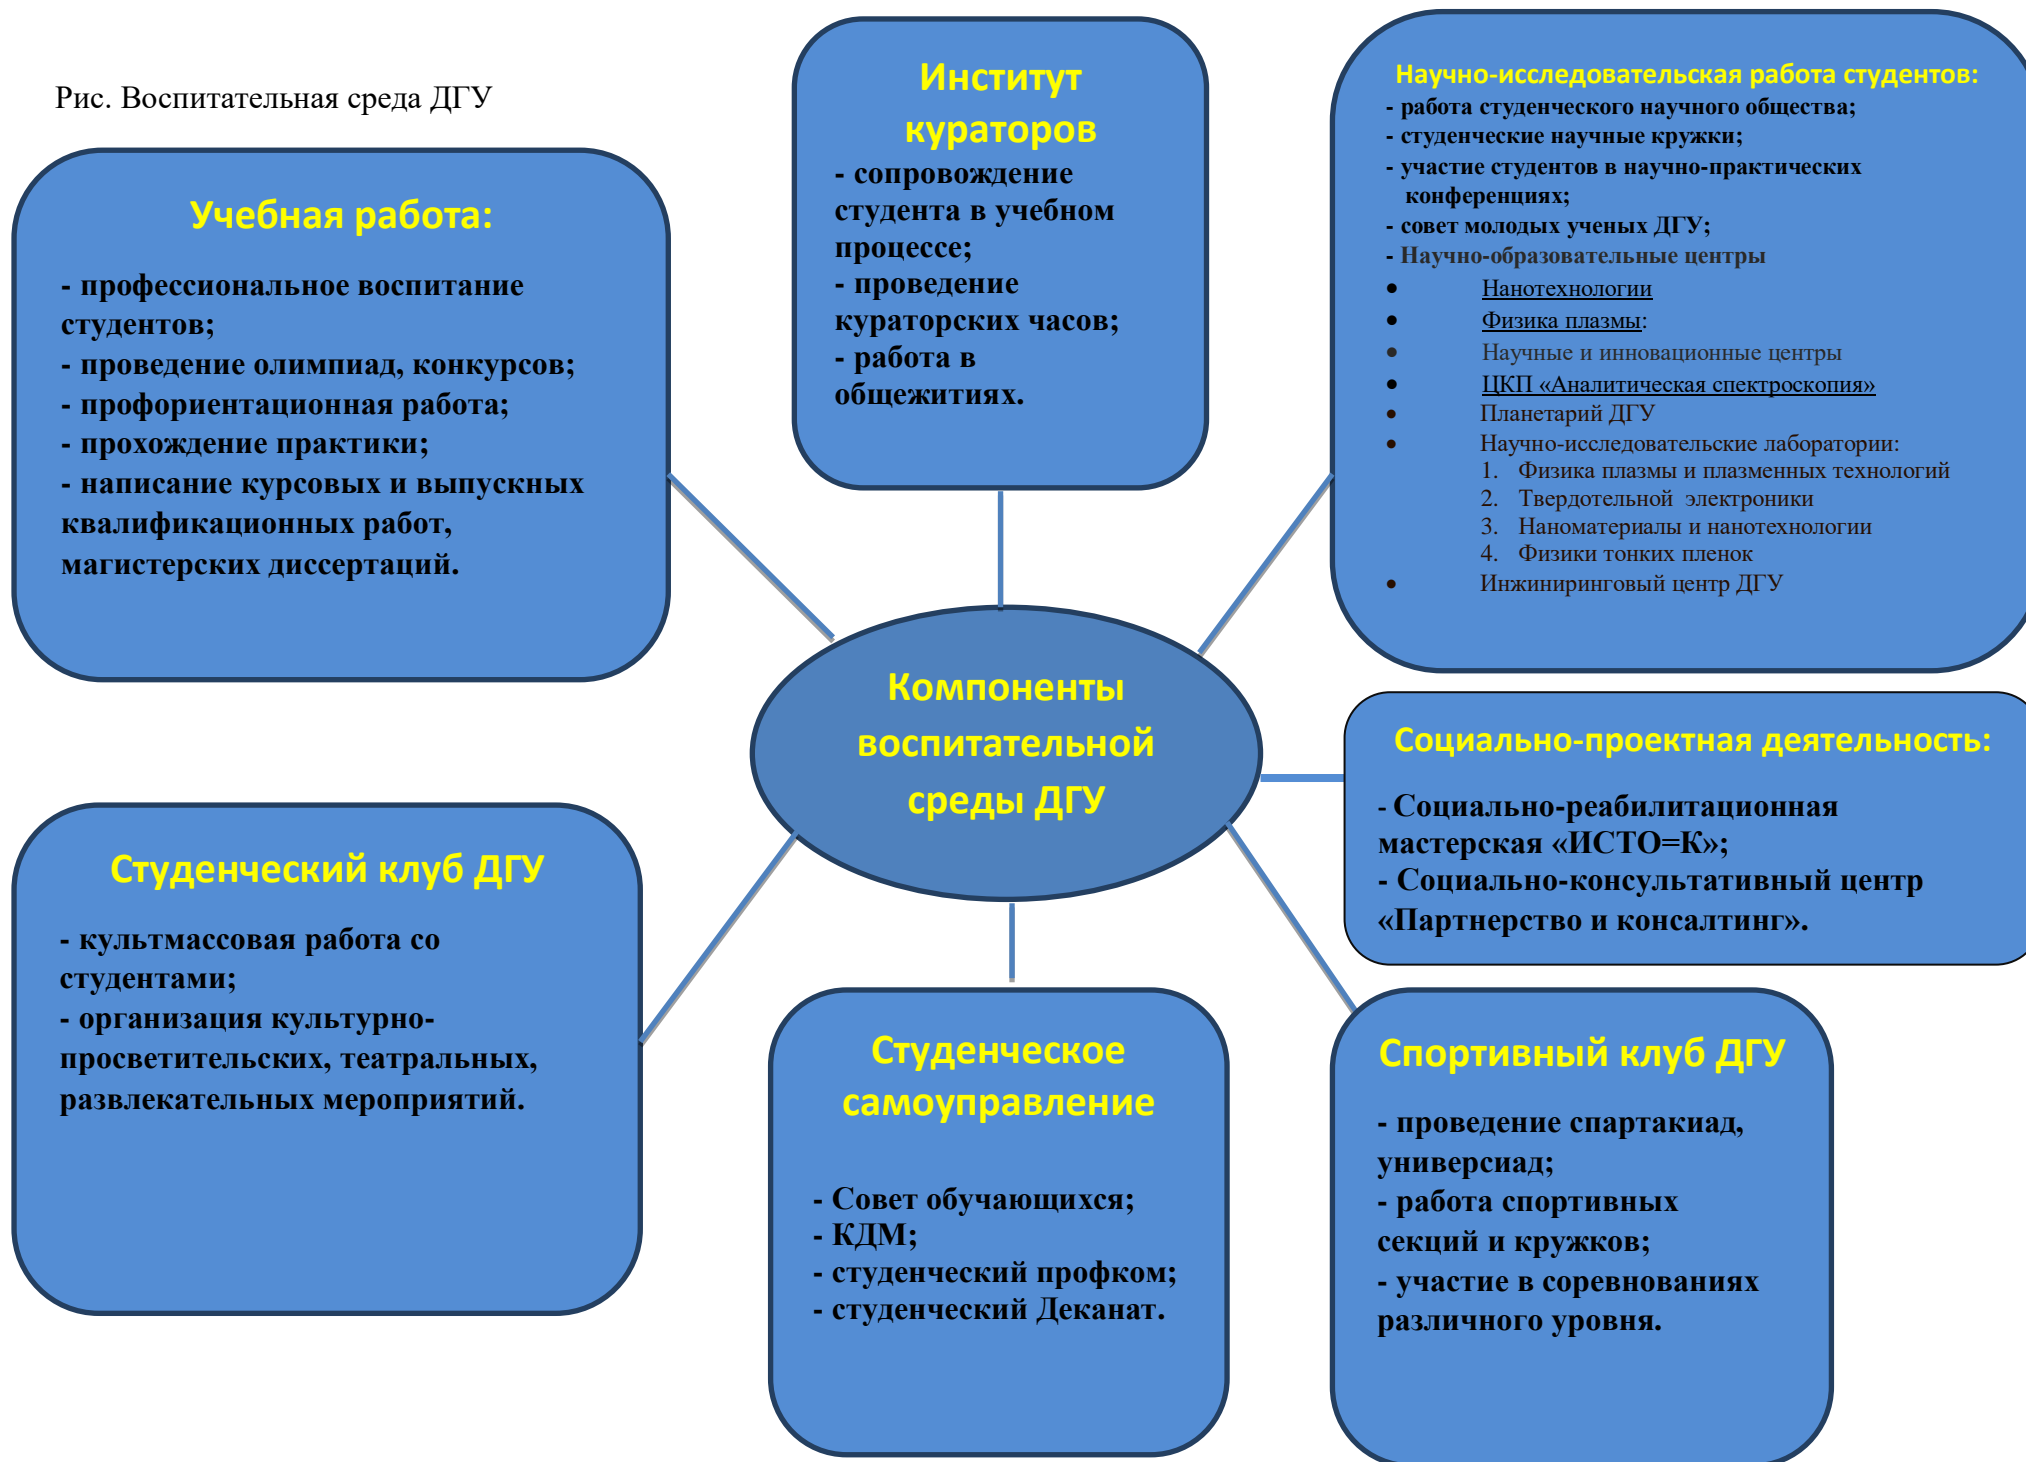 Рис. Воспитательная среда ДГУ
Учебная работа:
- профессиональное воспитание
студентов;
- проведение олимпиад, конкурсов;
- профориентационная работа;
- прохождение практики;
- написание курсовых и выпускных
квалификационных работ,
магистерских диссертаций.
Институт
кураторов
- сопровождение
студента в учебном
процессе;
- проведение
кураторских часов;
- работа в
общежитиях.
Научно-исследовательская работа студентов:
- работа студенческого научного общества;
- студенческие научные кружки;
- участие студентов в научно-практических
конференциях;
- совет молодых ученых ДГУ;
- Научно-образовательные центры
• Нанотехнологии
• Физика плазмы:
• Научные и инновационные центры
• ЦКП «Аналитическая спектроскопия»
• Планетарий ДГУ
• Научно-исследовательские лаборатории:
1. Физика плазмы и плазменных технологий
2. Твердотельной электроники
3. Наноматериалы и нанотехнологии
4. Физики тонких пленок
• Инжиниринговый центр ДГУ
Компоненты
воспитательной
среды ДГУ
Социально-проектная деятельность:
- Социально-реабилитационная
мастерская «ИСТО=К»;
- Социально-консультативный центр
«Партнерство и консалтинг».
Студенческий клуб ДГУ
- культмассовая работа со
студентами;
- организация культурно-
просветительских, театральных,
развлекательных мероприятий.
Студенческое
самоуправление
- Совет обучающихся;
- КДМ;
- студенческий профком;
- студенческий Деканат.
Спортивный клуб ДГУ
- проведение спартакиад,
универсиад;
- работа спортивных
секций и кружков;
- участие в соревнованиях
различного уровня.